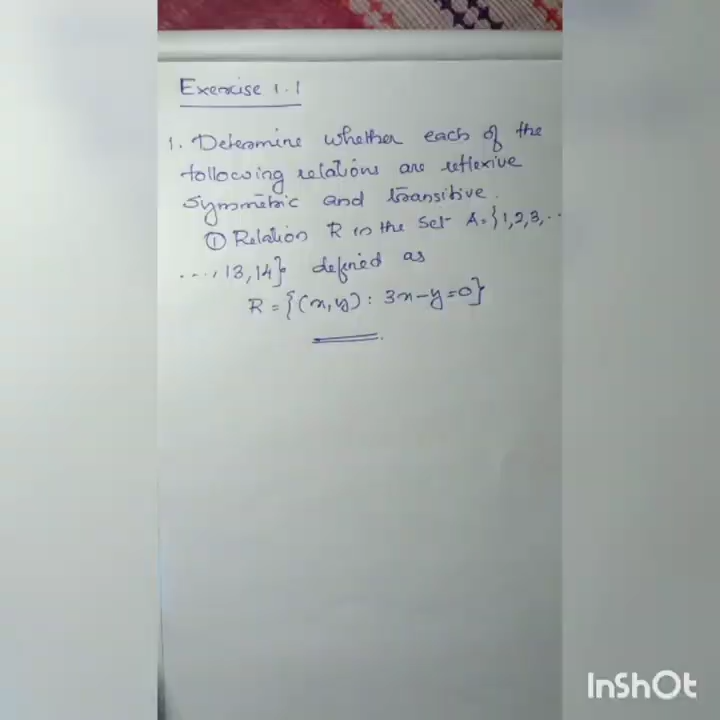 Exercise 1.1
1. Determine whether each of the
following relations are reflexive
symmetric and transitive.
① Relation R in the set A={1,2,3,..
...., 13, 14} defined as
R = {(x,y) : 3x-y=0}
InShOt